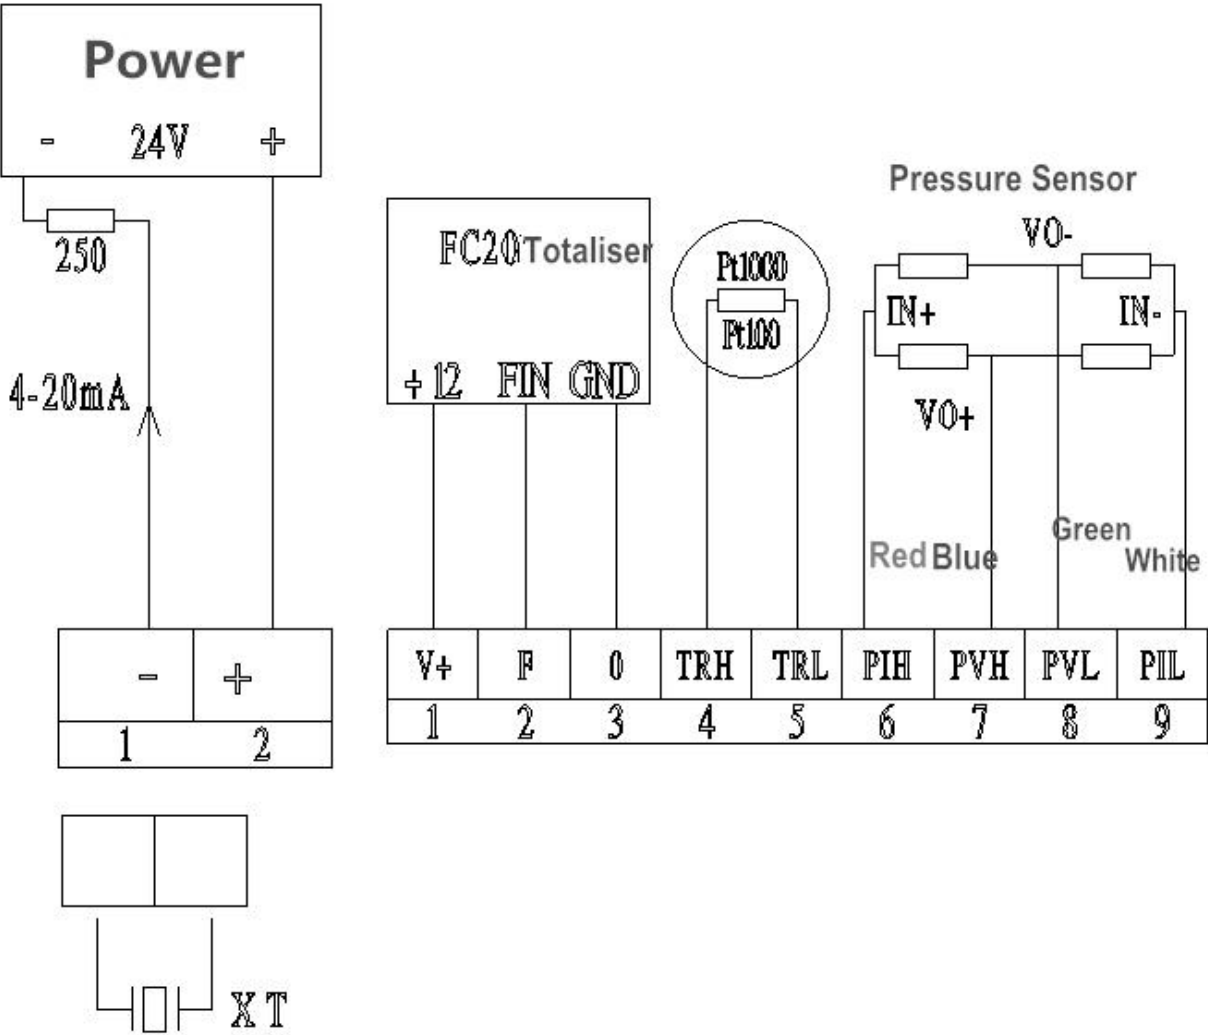 Power
- 24V +
250
4-20mA
- +
1 2
X T
FC20 Totaliser
+12 FIN GND
Pt1000
Pt100
Pressure Sensor
VO-
IN+ IN-
VO+
Red Blue Green White
V+ F 0 TRH TRL PIH PVH PVL PIL
1 2 3 4 5 6 7 8 9